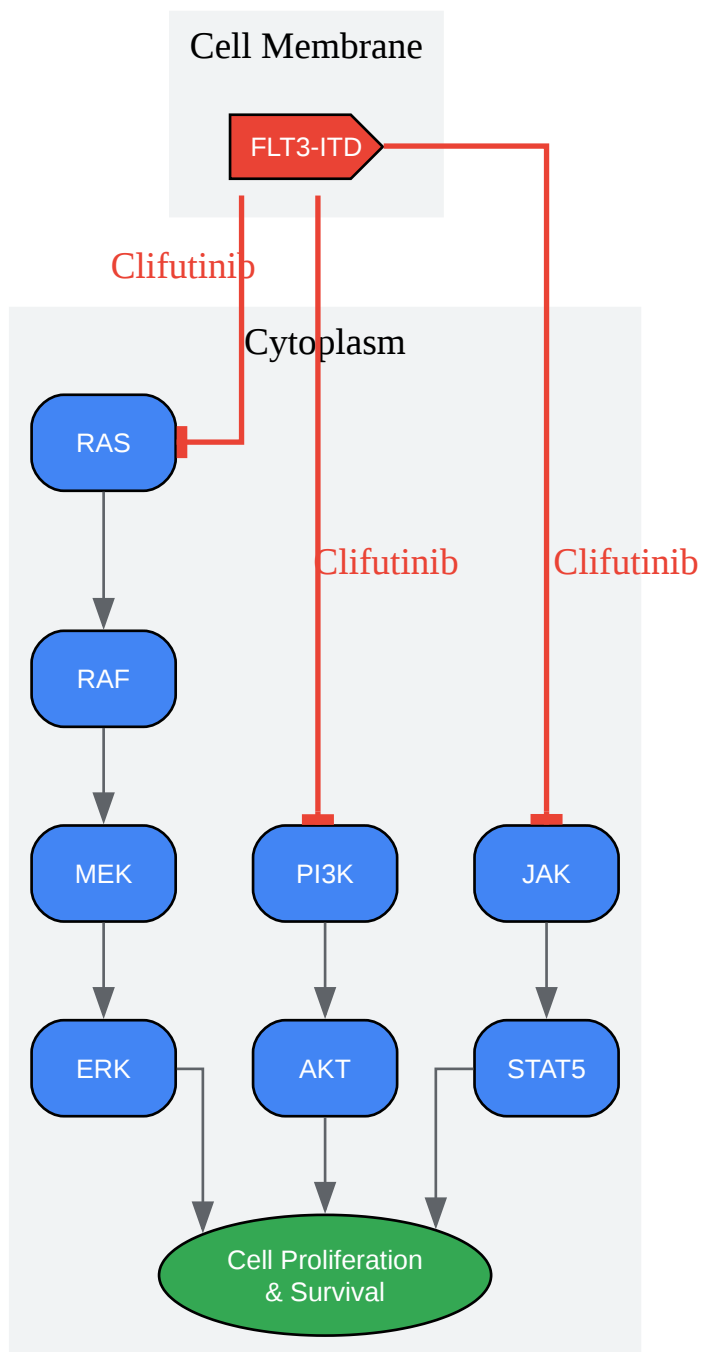 Cell Membrane
FLT3-ITD
Clifutinib
Cytoplasm
RAS
Clifutinib
Clifutinib
RAF
MEK
PI3K
JAK
ERK
AKT
STAT5
Cell Proliferation
& Survival